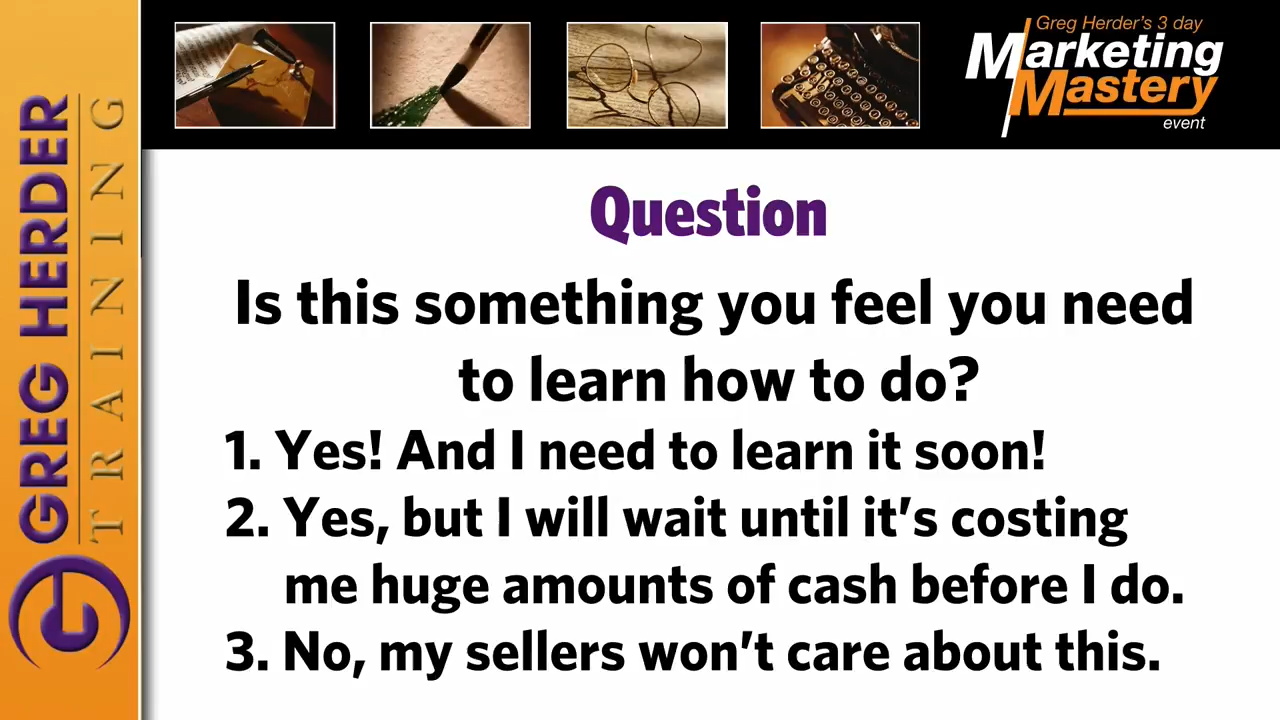 GREG HERDER
TRAINING
Greg Herder's 3 day
Marketing
Mastery
event
Question
Is this something you feel you need
to learn how to do?
1. Yes! And I need to learn it soon!
2. Yes, but I will wait until it's costing
me huge amounts of cash before I do.
3. No, my sellers won't care about this.